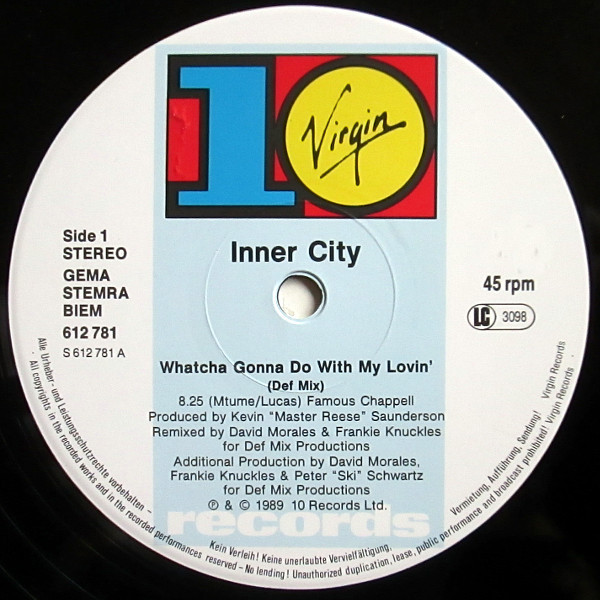 10
Virgin
Side 1
STEREO
GEMA
STEMRA
BIEM
612 781
S 612 781 A
Inner City
45 rpm
LC 3098
Whatcha Gonna Do With My Lovin'
(Def Mix)
8.25 (Mtume/Lucas) Famous Chappell
Produced by Kevin "Master Reese" Saunderson
Remixed by David Morales & Frankie Knuckles
for Def Mix Productions
Additional Production by David Morales,
Frankie Knuckles & Peter "Ski" Schwartz
for Def Mix Productions
℗ & © 1989 10 Records Ltd.
records
Alle Urheber- und Leistungsschutzrechte vorbehalten – Kein Verleih! Keine unerlaubte Vervielfältigung, Vermietung, Aufführung, Sendung! Virgin Records
· All copyrights in the recorded works and in the recorded performances reserved – No lending! Unauthorized duplication, lease, public performance and broadcast prohibited! Virgin Records ·